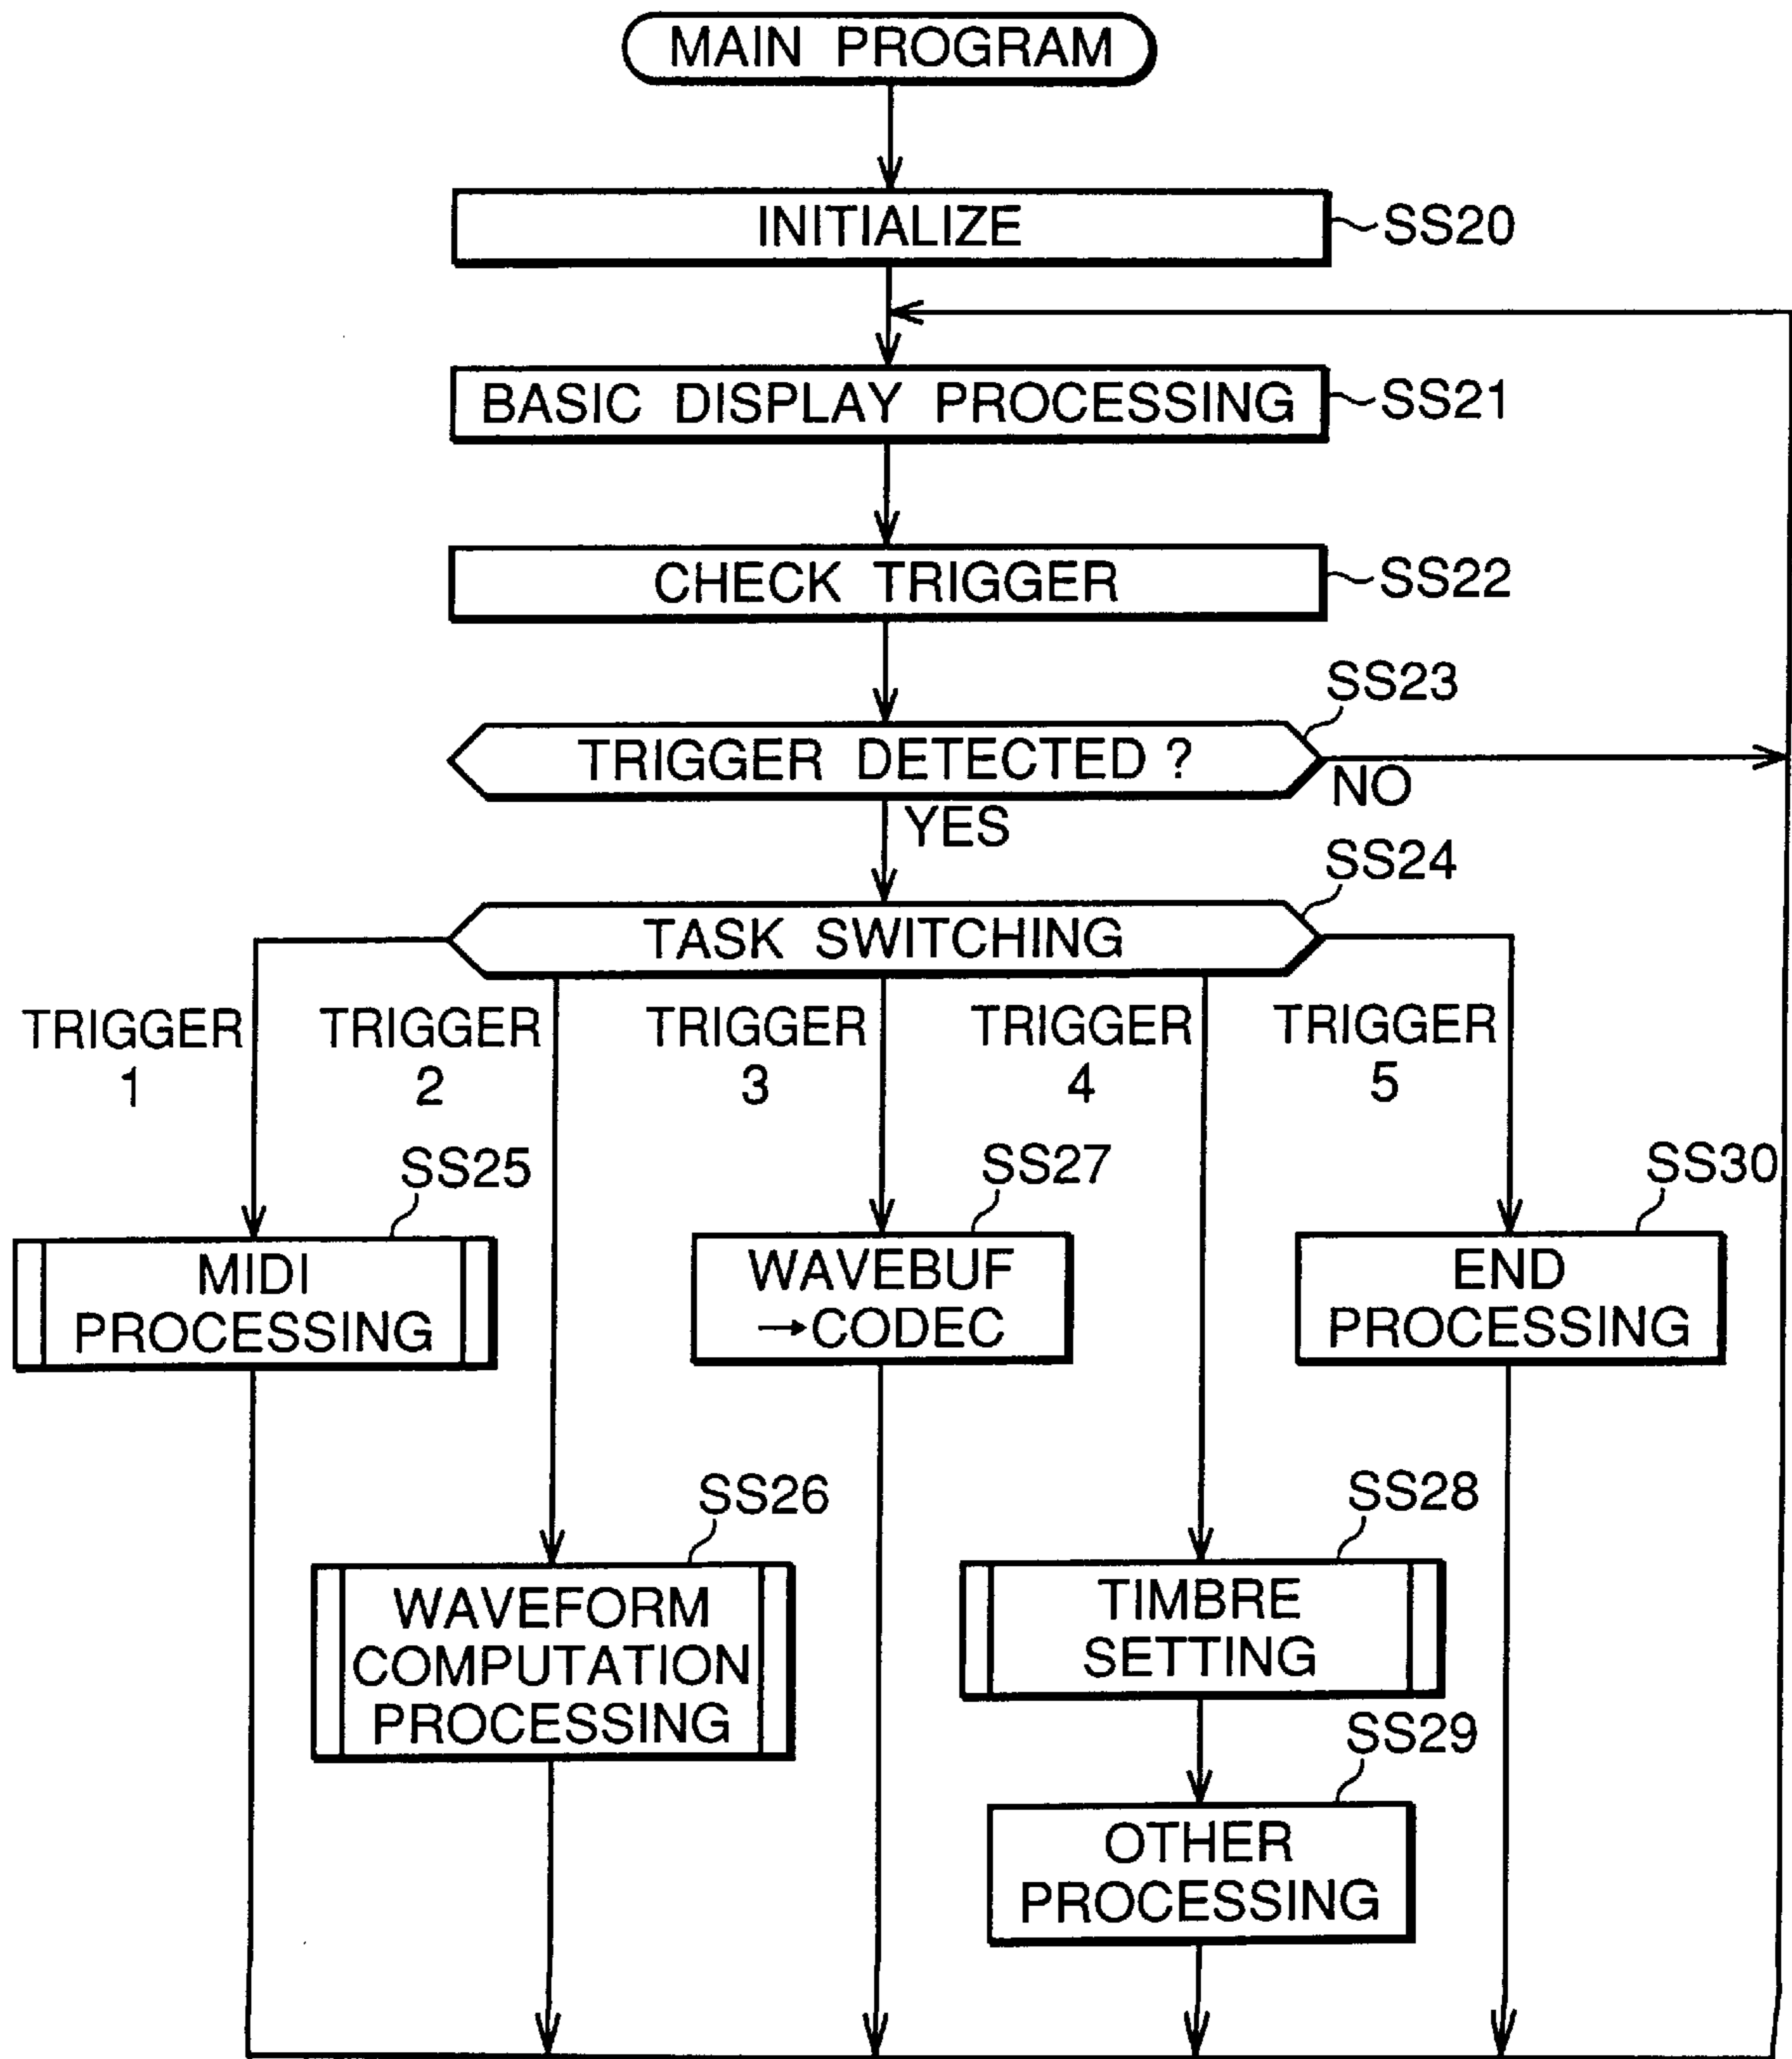 MAIN PROGRAM
INITIALIZE
SS20
BASIC DISPLAY PROCESSING
SS21
CHECK TRIGGER
SS22
SS23
TRIGGER DETECTED ?
NO
YES
SS24
TASK SWITCHING
TRIGGER
1
TRIGGER
2
TRIGGER
3
TRIGGER
4
TRIGGER
5
SS25
MIDI
PROCESSING
SS27
WAVEBUF
→CODEC
SS30
END
PROCESSING
SS26
WAVEFORM
COMPUTATION
PROCESSING
SS28
TIMBRE
SETTING
SS29
OTHER
PROCESSING